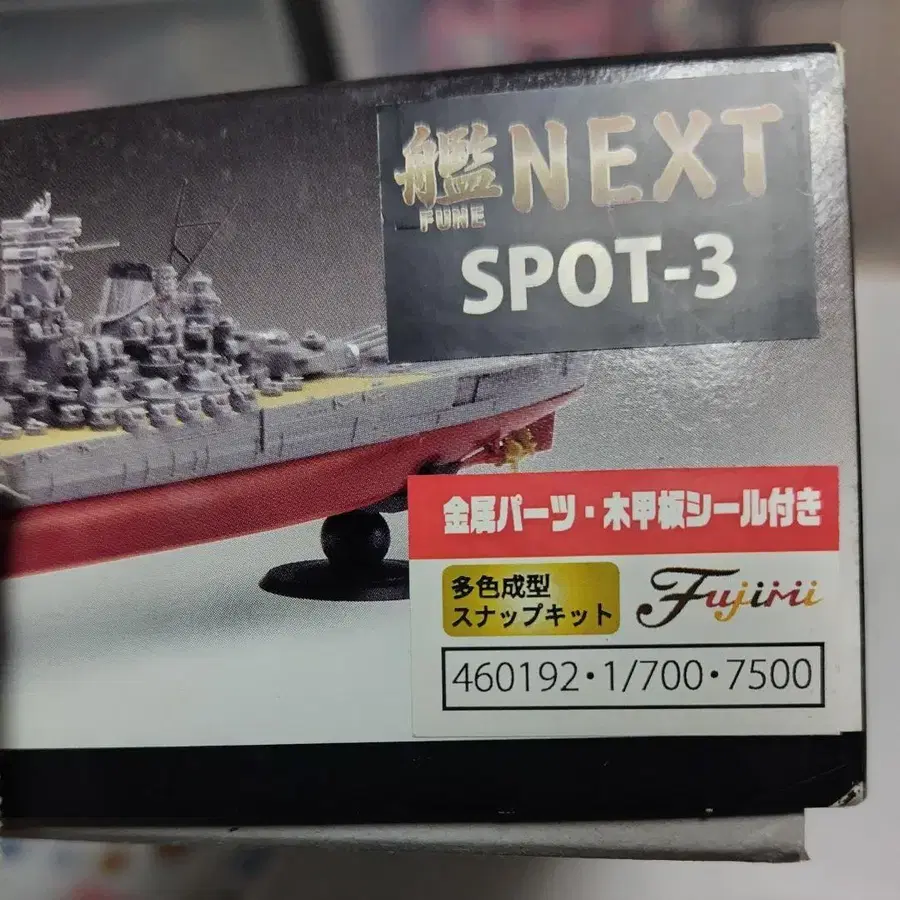 艦NEXT
FUNE
SPOT-3
金属パーツ・木甲板シール付き
多色成型
スナップキット
Fujimi
460192・1/700・7500